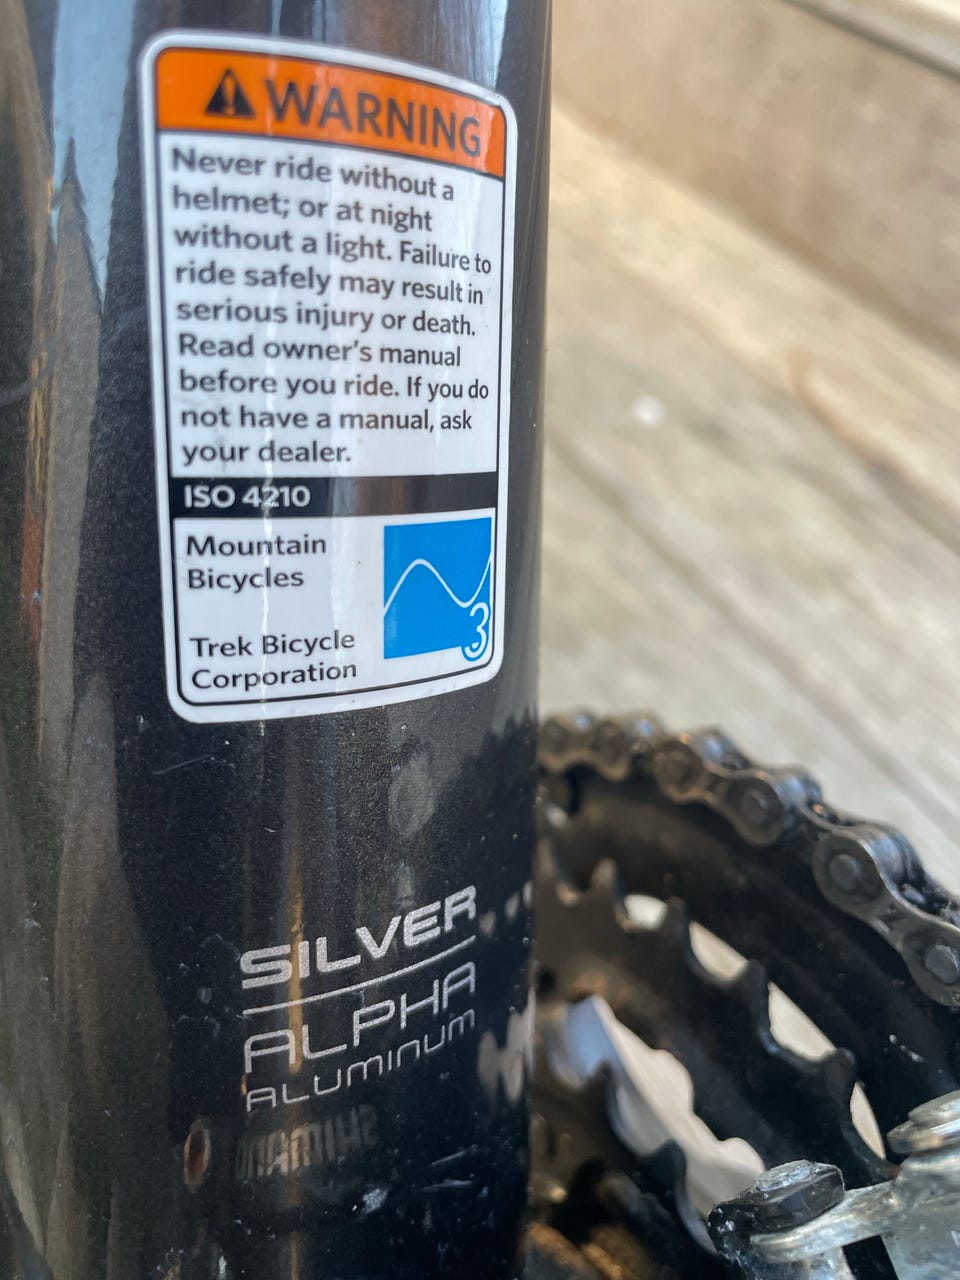 WARNING
Never ride without a
helmet; or at night
without a light. Failure to
ride safely may result in
serious injury or death.
Read owner's manual
before you ride. If you do
not have a manual, ask
your dealer.
ISO 4210
Mountain
Bicycles
3
Trek Bicycle
Corporation
SILVER
ALPHA
ALUMINUM